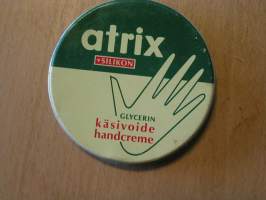 atrix
+SILIKON
GLYCERIN
käsivoide
handcreme